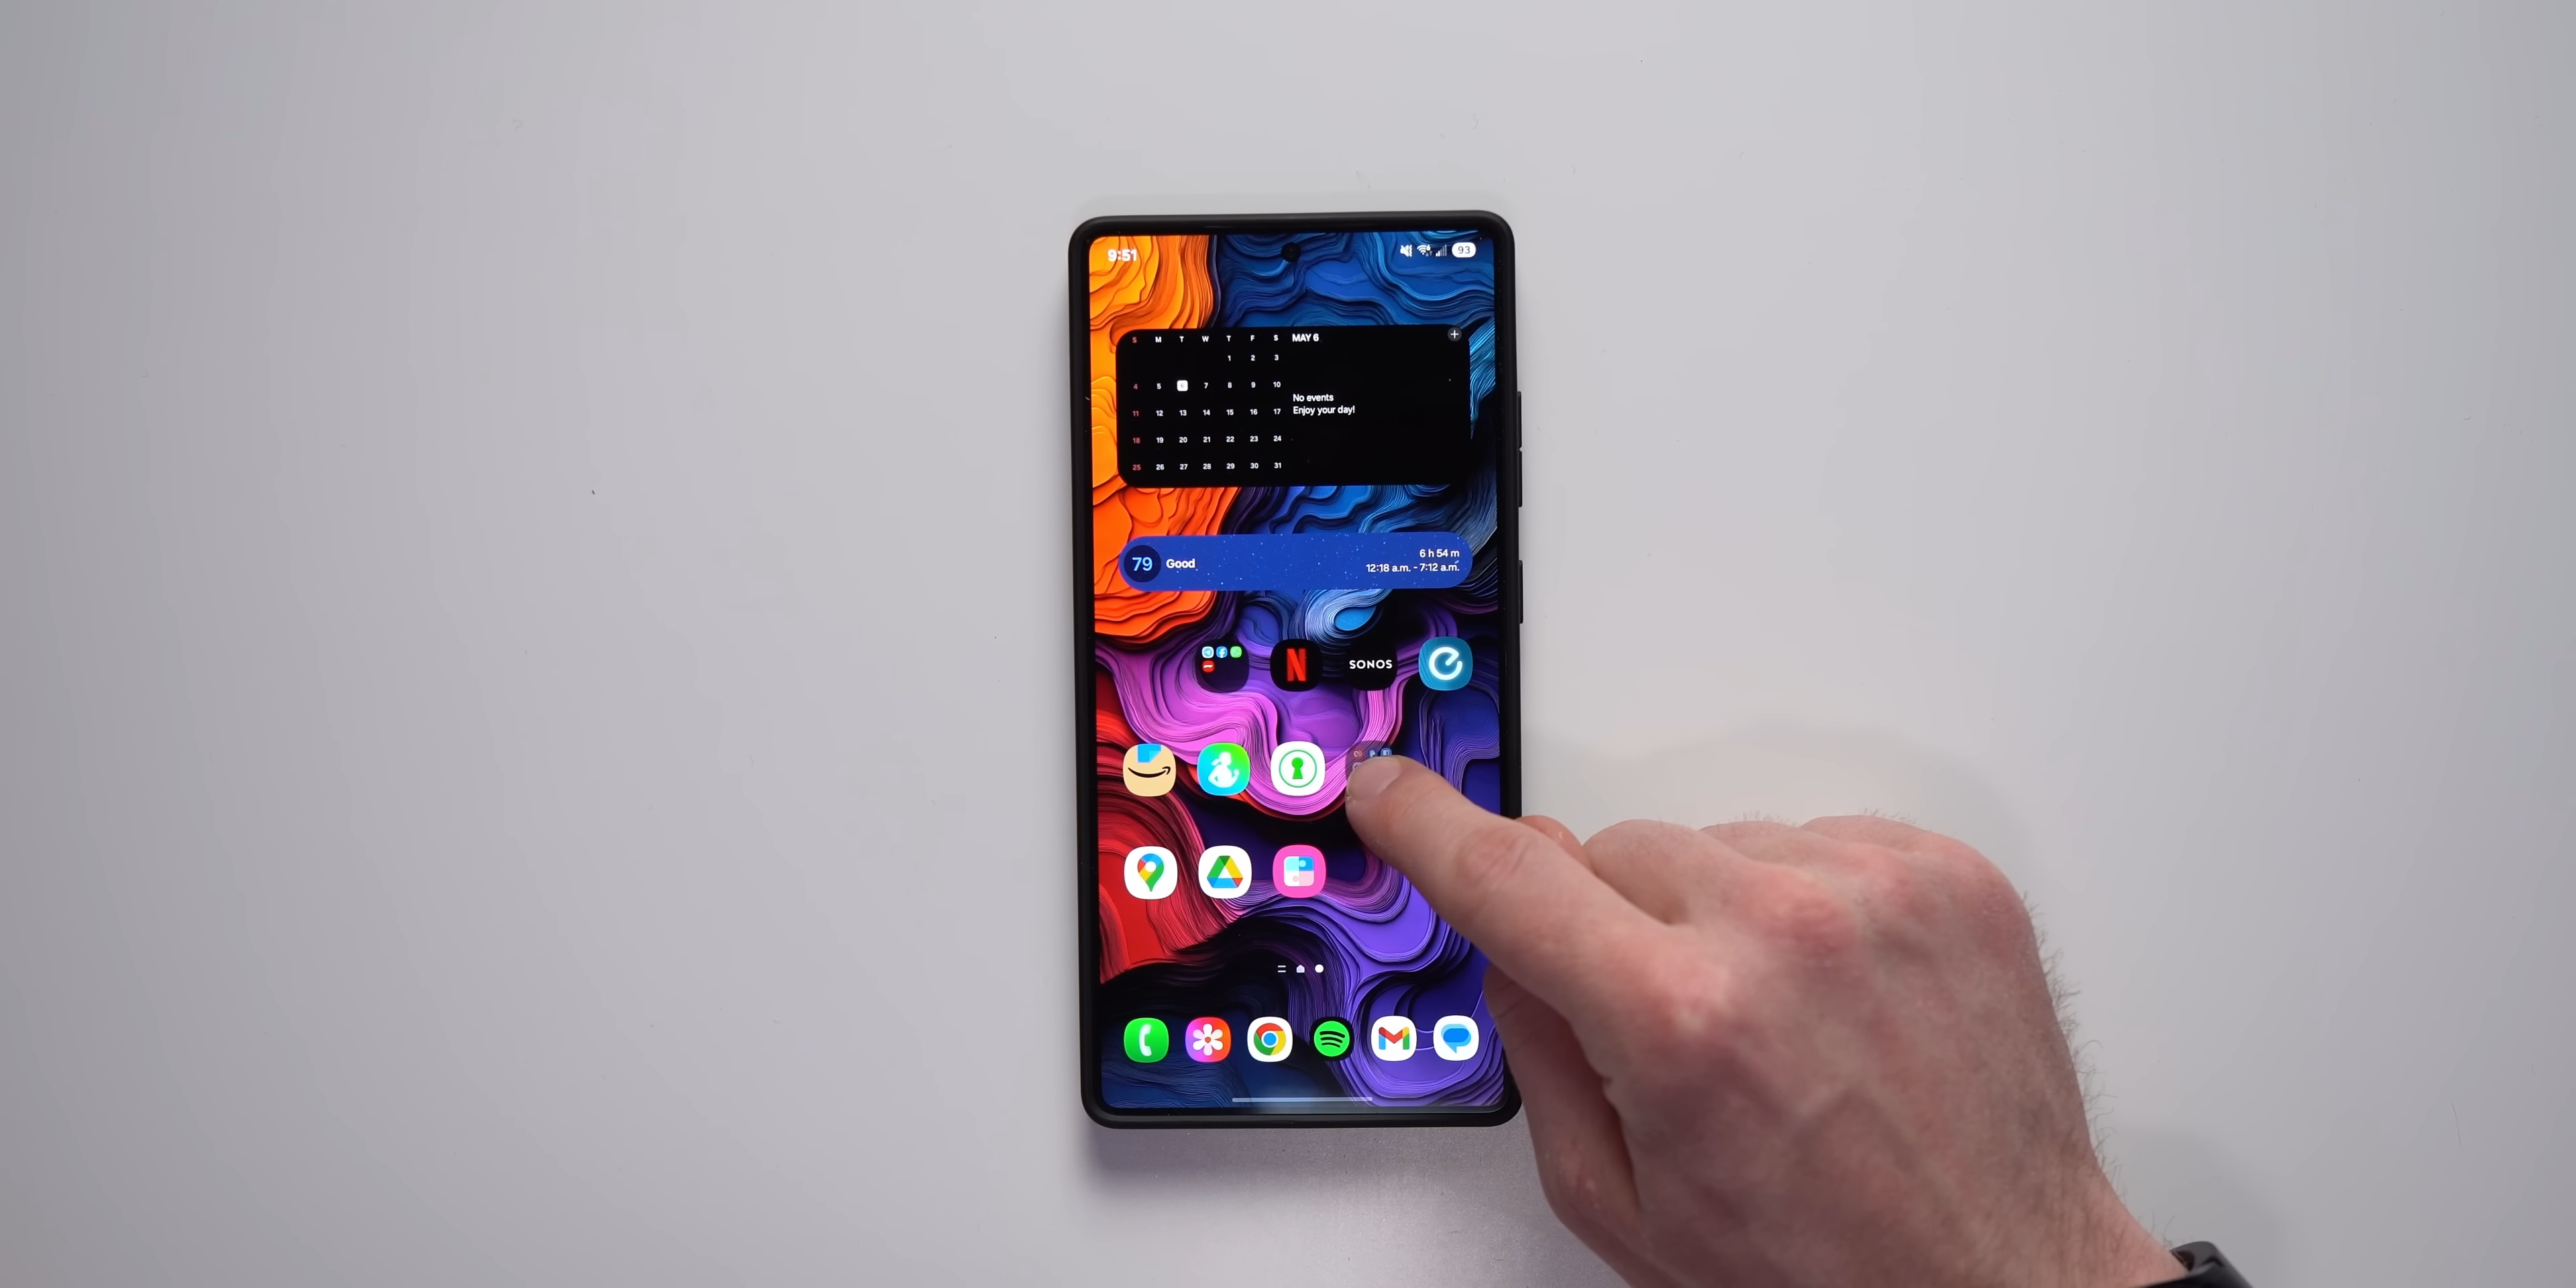 9:51
93
S M T W T F S
MAY 6
1 2 3
4 5 6 7 8 9 10
11 12 13 14 15 16 17
18 19 20 21 22 23 24
25 26 27 28 29 30 31
No events
Enjoy your day!
79 Good
6 h 54 m
12:18 a.m. - 7:12 a.m.
N
SONOS